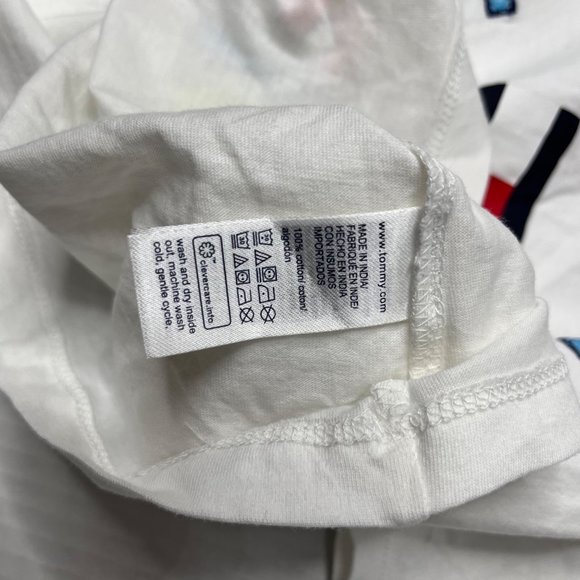 www.tommy.com
MADE IN INDIA/
FABRIQUÉ EN INDE/
HECHO EN INDIA
CON INSUMOS
IMPORTADOS
100% cotton/ coton/
algodón
clevercare.info
wash and dry inside
out. machine wash
cold, gentle cycle.